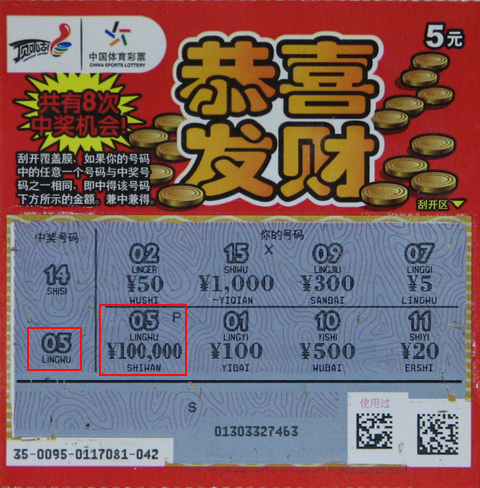 顶呱刮
中国体育彩票
CHINA SPORTS LOTTERY
5元
恭喜
发财
共有8次
中奖机会!
刮开覆盖膜，如果你的号码
中的任意一个号码与中奖号
码之一相同，即中得该号码
下方所示的金额。兼中兼得。
刮开区
中奖号码
你的号码
14
SHISI
05
LINGWU
02
LINGER
¥50
WUSHI
15
SHIWU
X
¥1,000
YIQIAN
09
LINGJIU
¥300
SANBAI
07
LINGQI
¥5
LINGWU
05
P
LINGWU
¥100,000
SHIWAN
01
LINGYI
¥100
YIBAI
10
YISHI
¥500
WUBAI
11
SHIYI
¥20
ERSHI
S
01303327463
使用过
35-0095-0117081-042